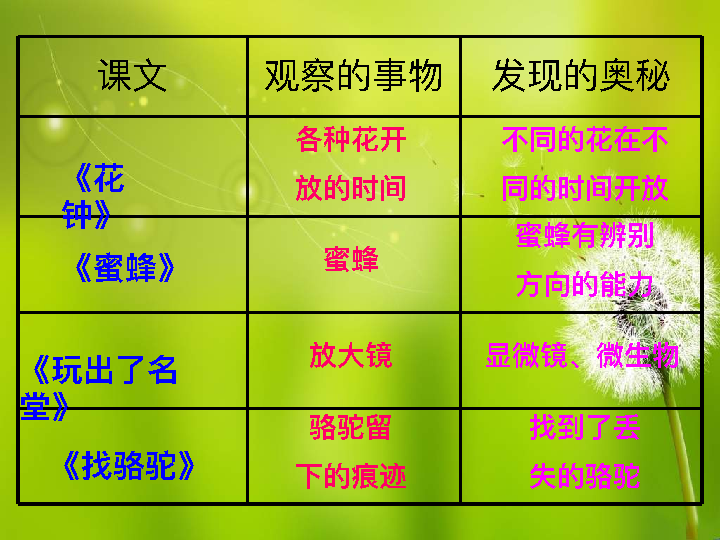 课文
观察的事物
发现的奥秘
《花
钟》
各种花开
放的时间
不同的花在不
同的时间开放
《蜜蜂》
蜜蜂
蜜蜂有辨别
方向的能力
《玩出了名
堂》
放大镜
显微镜、微生物
《找骆驼》
骆驼留
下的痕迹
找到了丢
失的骆驼